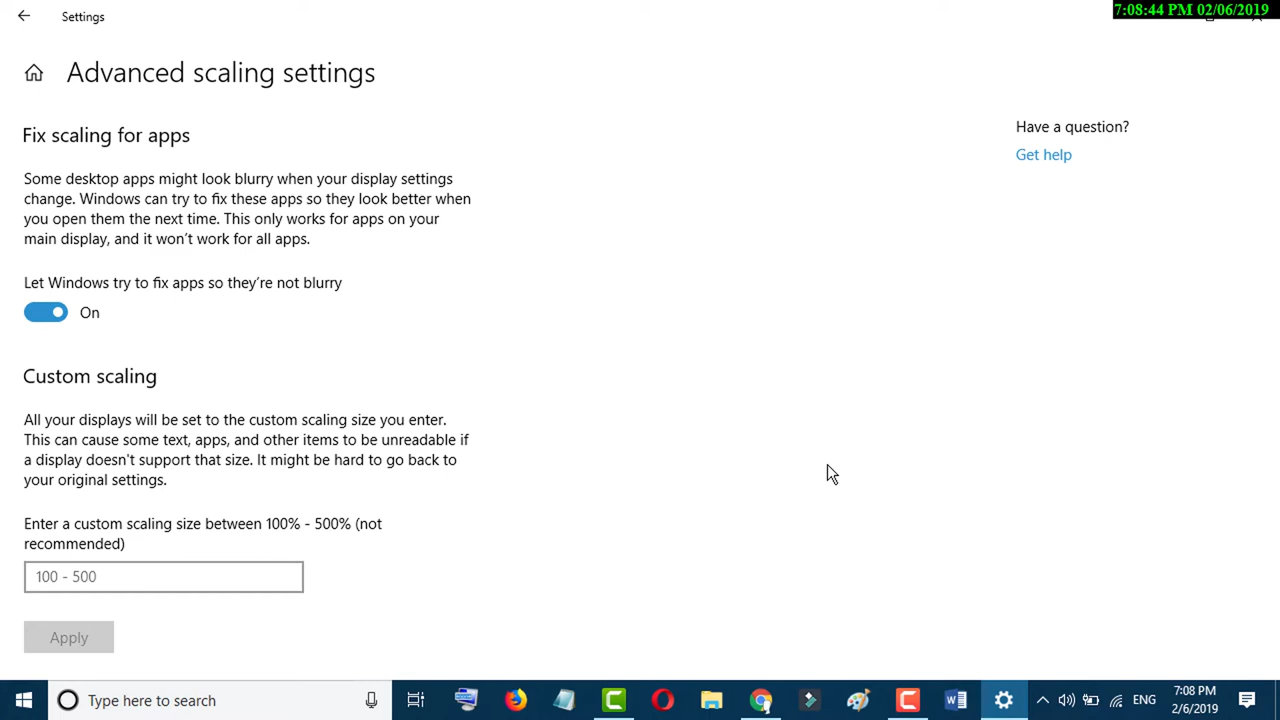 Settings
7:08:44 PM 02/06/2019
Advanced scaling settings
Fix scaling for apps
Some desktop apps might look blurry when your display settings
change. Windows can try to fix these apps so they look better when
you open them the next time. This only works for apps on your
main display, and it won't work for all apps.
Let Windows try to fix apps so they're not blurry
On
Custom scaling
All your displays will be set to the custom scaling size you enter.
This can cause some text, apps, and other items to be unreadable if
a display doesn't support that size. It might be hard to go back to
your original settings.
Enter a custom scaling size between 100% - 500% (not
recommended)
100 - 500
Apply
Have a question?
Get help
Type here to search
ENG
7:08 PM
2/6/2019